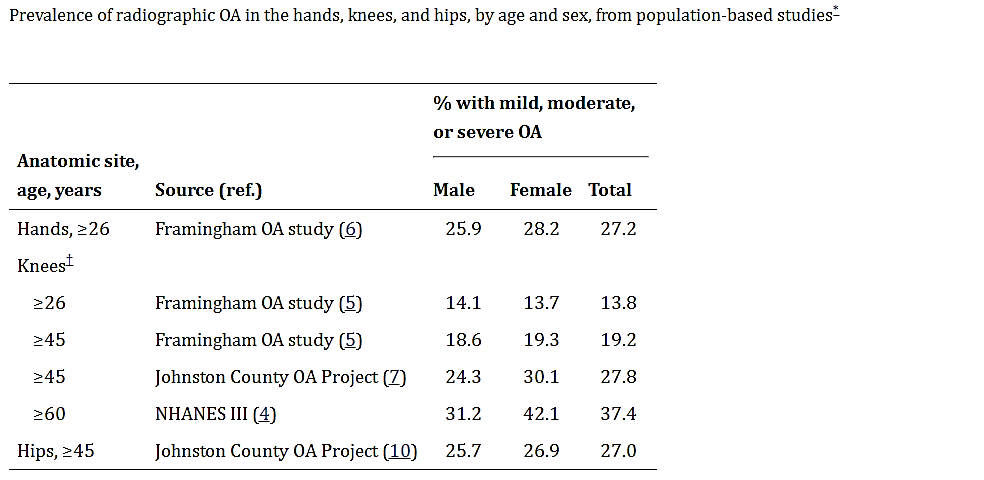 Prevalence of radiographic OA in the hands, knees, and hips, by age and sex, from population-based studies*
% with mild, moderate,
or severe OA
Anatomic site,
age, years Source (ref.) Male Female Total
Hands, ≥26 Framingham OA study (6) 25.9 28.2 27.2
Knees†
≥26 Framingham OA study (5) 14.1 13.7 13.8
≥45 Framingham OA study (5) 18.6 19.3 19.2
≥45 Johnston County OA Project (7) 24.3 30.1 27.8
≥60 NHANES III (4) 31.2 42.1 37.4
Hips, ≥45 Johnston County OA Project (10) 25.7 26.9 27.0